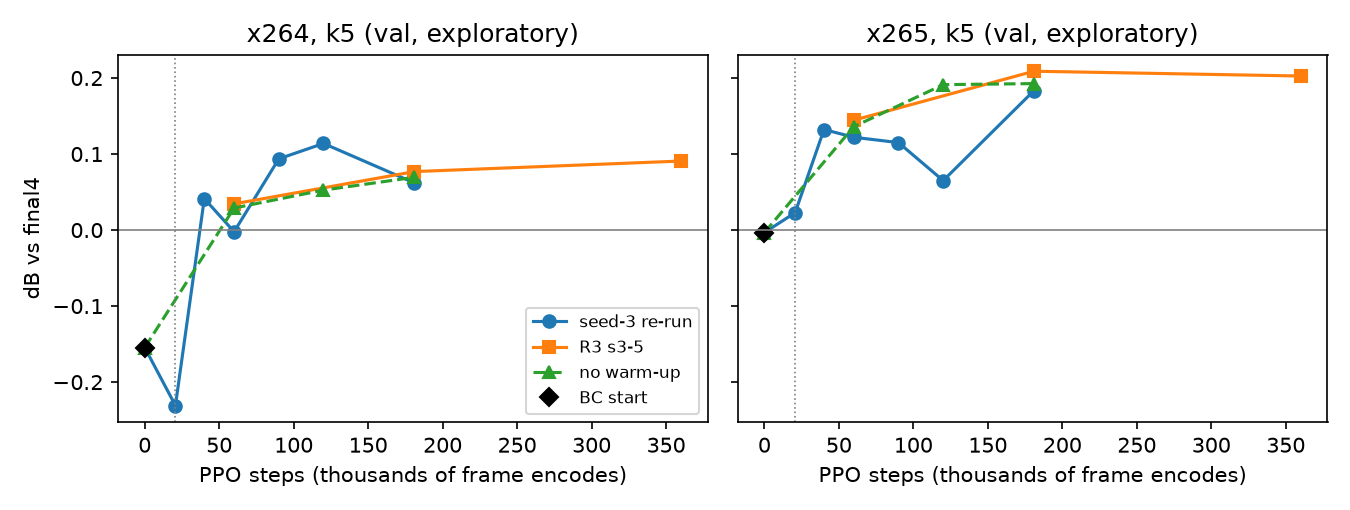 x264, k5 (val, exploratory)
x265, k5 (val, exploratory)
dB vs final4
0.2
0.1
0.0
−0.1
−0.2
seed-3 re-run
R3 s3-5
no warm-up
BC start
0 50 100 150 200 250 300 350
0 50 100 150 200 250 300 350
PPO steps (thousands of frame encodes)
PPO steps (thousands of frame encodes)